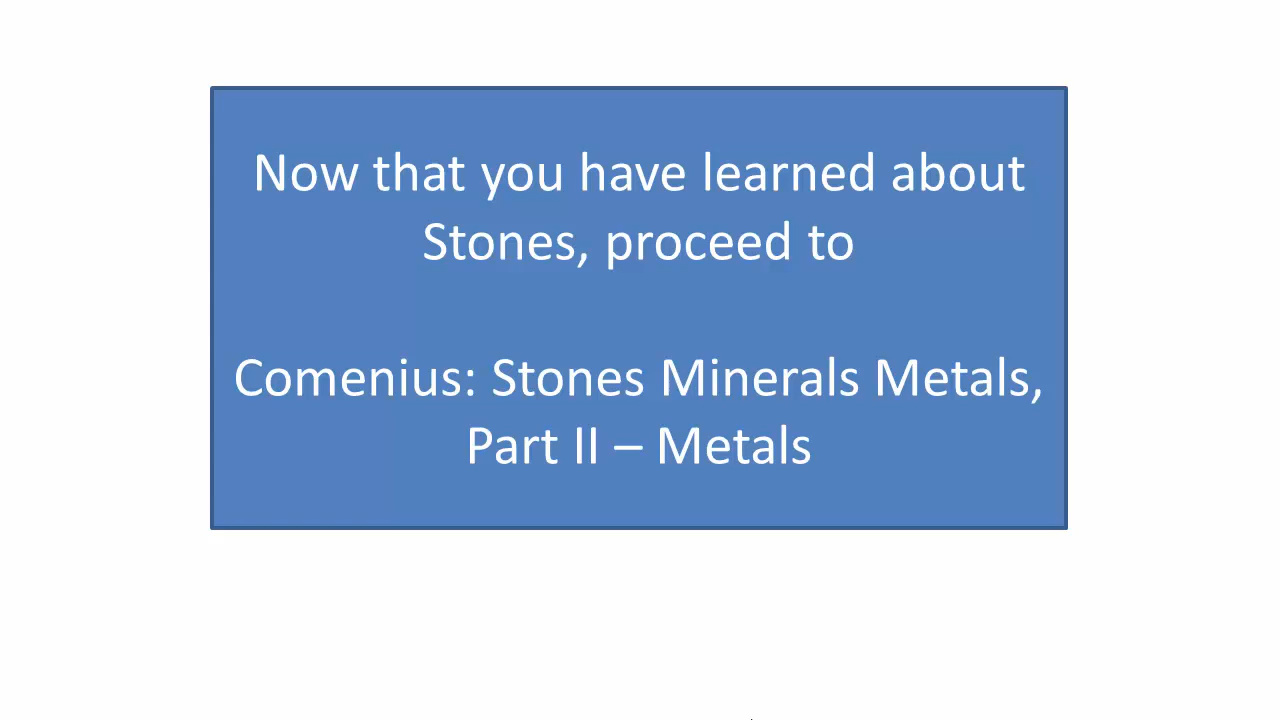 Now that you have learned about
Stones, proceed to
Comenius: Stones Minerals Metals,
Part II – Metals